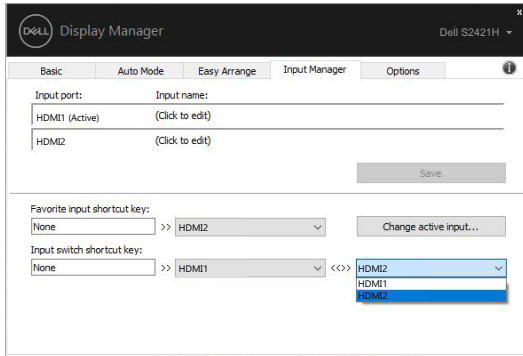 DELL Display Manager Dell S2421H
Basic Auto Mode Easy Arrange Input Manager Options
Input port: Input name:
HDMI1 (Active) (Click to edit)
HDMI2 (Click to edit)
Save
Favorite input shortcut key:
None >> HDMI2 Change active input...
Input switch shortcut key:
None >> HDMI1 <<>> HDMI2
HDMI1
HDMI2